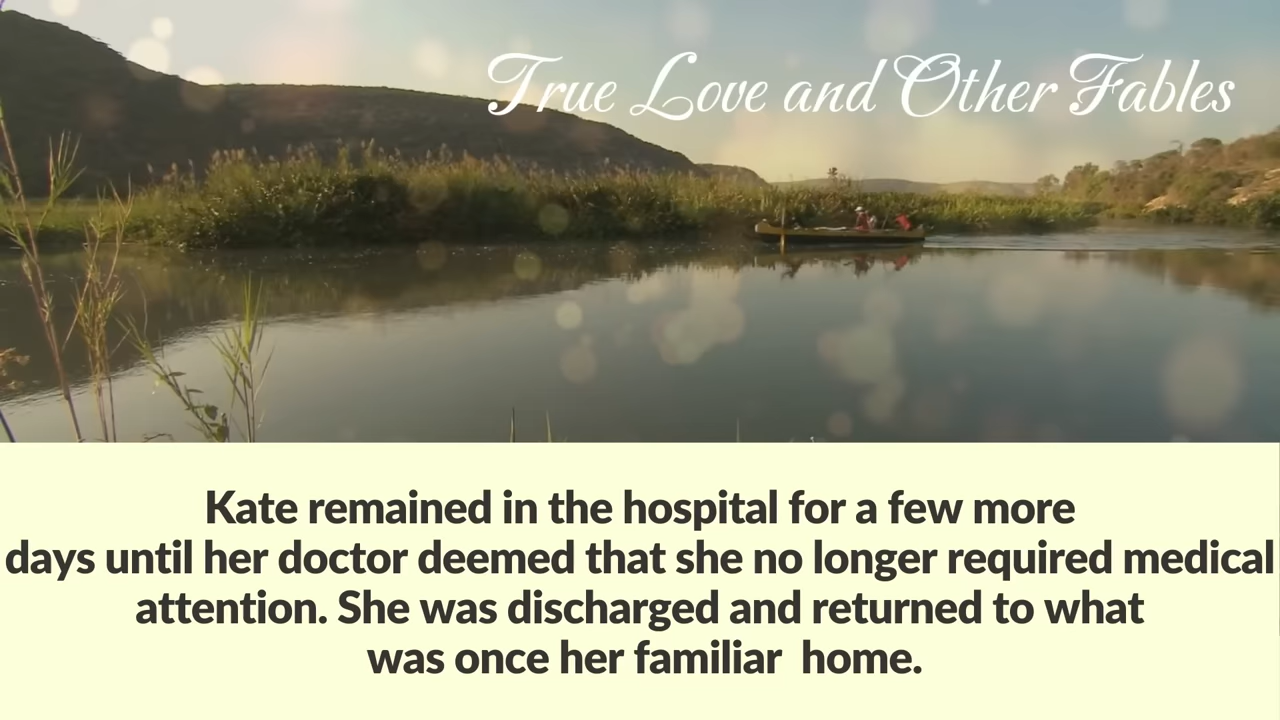 True Love and Other Fables
Kate remained in the hospital for a few more
days until her doctor deemed that she no longer required medical
attention. She was discharged and returned to what
was once her familiar  home.